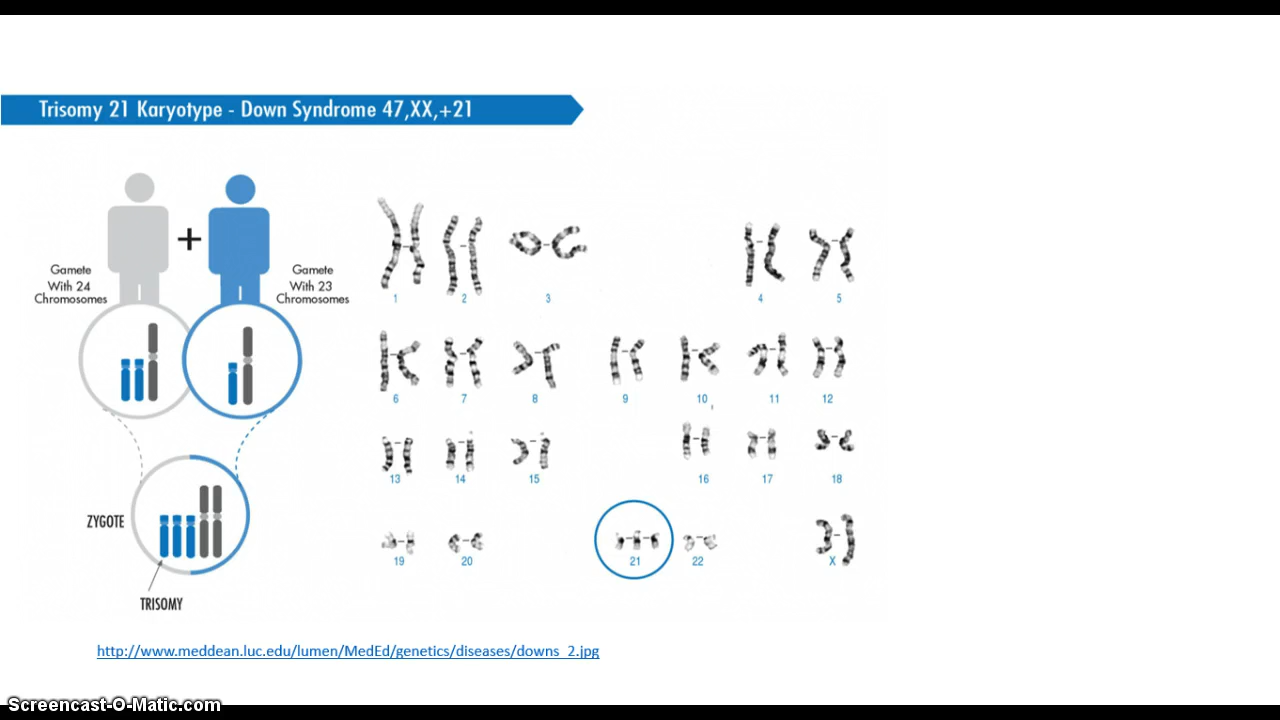 Trisomy 21 Karyotype - Down Syndrome 47,XX,+21
Gamete
With 24
Chromosomes
+
Gamete
With 23
Chromosomes
ZYGOTE
TRISOMY
1 2 3 4 5
6 7 8 9 10 11 12
13 14 15 16 17 18
19 20 21 22 X
http://www.meddean.luc.edu/lumen/MedEd/genetics/diseases/downs_2.jpg
Screencast-O-Matic.com